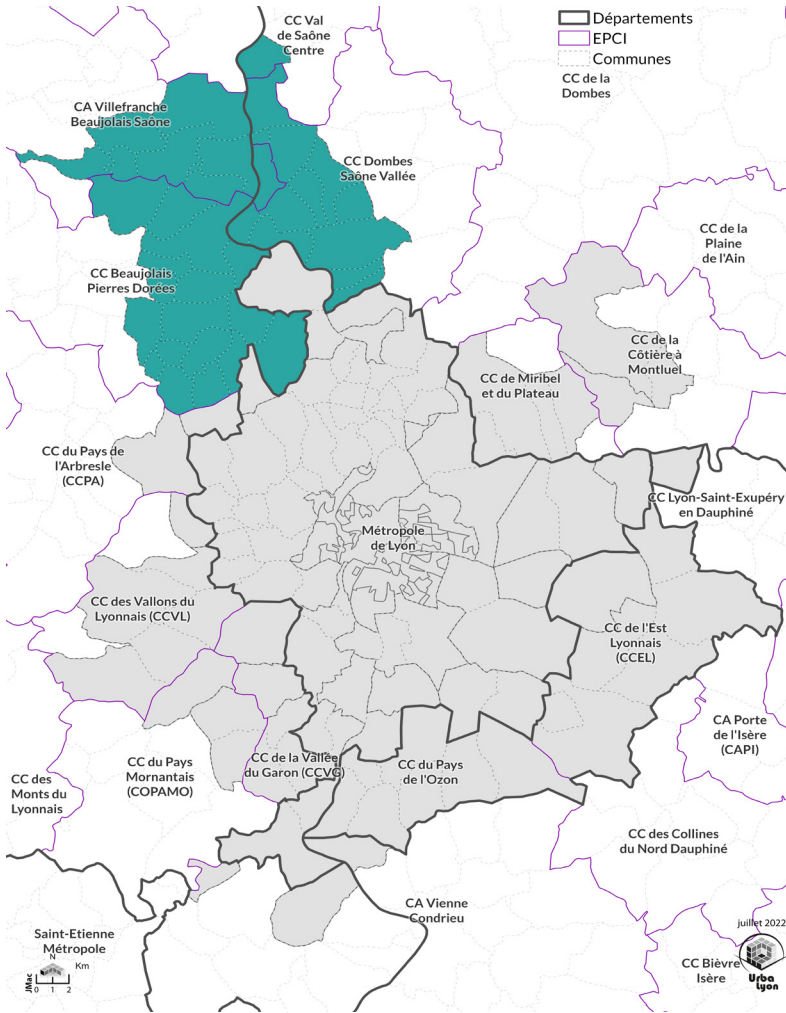 CC Val
de Saône
Centre
Départements
EPCI
Communes
CC de la
Dombes
CA Villefranche
Beaujolais Saône
CC Dombes
Saône Vallée
CC de la
Plaine
de l'Ain
CC Beaujolais
Pierres Dorées
CC de la
Côtière à
Montluel
CC de Miribel
et du Plateau
CC du Pays de
l'Arbresle
(CCPA)
CC Lyon-Saint-Exupéry
en Dauphiné
Métropole
de Lyon
CC des Vallons du
Lyonnais (CCVL)
CC de l'Est
Lyonnais
(CCEL)
CA Porte
de l'Isère
(CAPI)
CC du Pays
Mornantais
(COPAMO)
CC de la Vallée
du Garon (CCVG)
CC du Pays
de l'Ozon
CC des
Monts du
Lyonnais
CC des Collines
du Nord Dauphiné
CA Vienne
Condrieu
Saint-Etienne
Métropole
juillet 2022
CC Bièvre
Isère
N
Km
0 1 2
JMac
Urba
Lyon